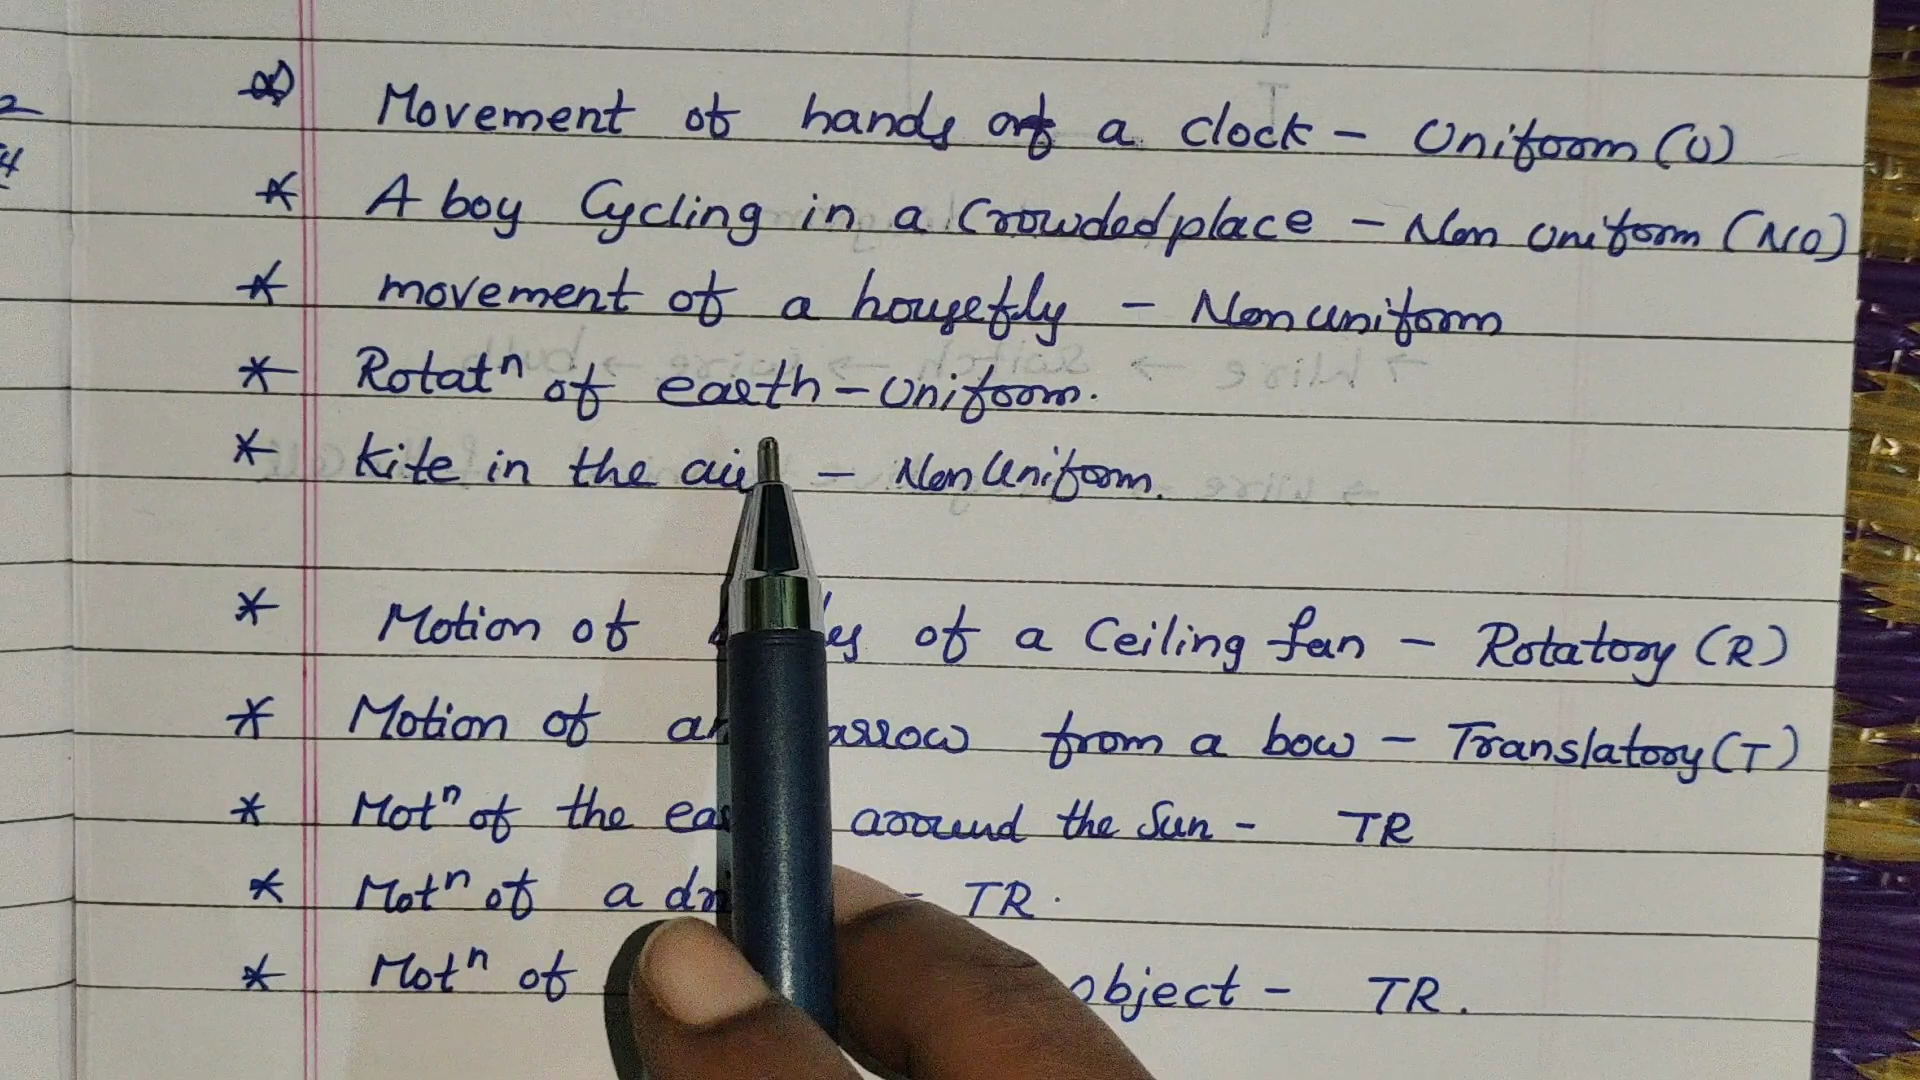 Movement of hands of a clock - Uniform (U)
* A boy Cycling in a Crowded place - Non Uniform (NU)
* movement of a housefly - Non uniform
* Rotatⁿ of earth - Uniform.
* Kite in the air - Non Uniform.
* Motion of of a Ceiling fan - Rotatory (R)
* Motion of arrow from a bow - Translatory (T)
* Motⁿ of the around the Sun - TR
* Motⁿ of a - TR.
* Motⁿ of object - TR.